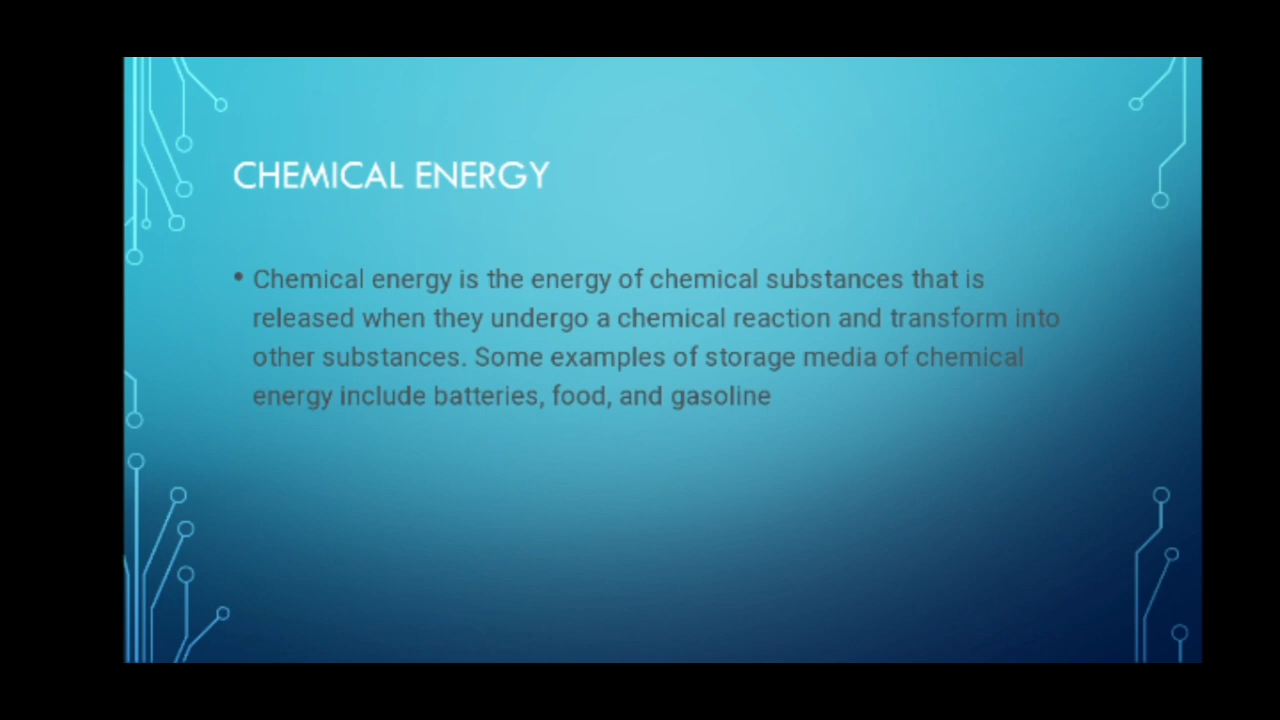 CHEMICAL ENERGY
• Chemical energy is the energy of chemical substances that is
released when they undergo a chemical reaction and transform into
other substances. Some examples of storage media of chemical
energy include batteries, food, and gasoline